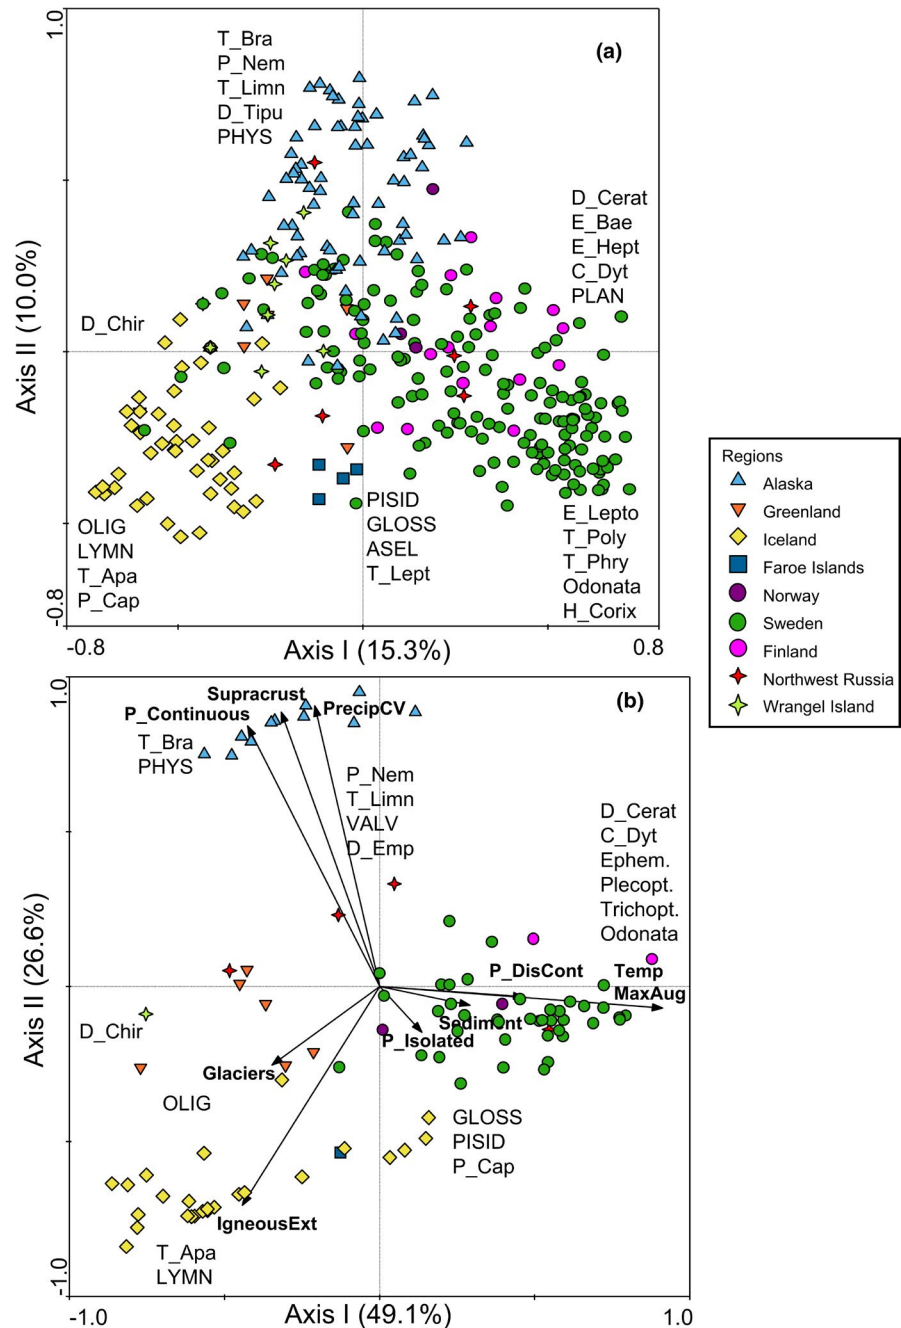 1.0
T_Bra
P_Nem
T_Limn
D_Tipu
PHYS
(a)
D_Cerat
E_Bae
E_Hept
C_Dyt
PLAN
D_Chir
Axis II (10.0%)
OLIG
LYMN
T_Apa
P_Cap
PISID
GLOSS
ASEL
T_Lept
E_Lepto
T_Poly
T_Phry
Odonata
H_Corix
-0.8
-0.8
Axis I (15.3%)
0.8
Regions
Alaska
Greenland
Iceland
Faroe Islands
Norway
Sweden
Finland
Northwest Russia
Wrangel Island
1.0
Supracrust
P_Continuous
PrecipCV
(b)
T_Bra
PHYS
P_Nem
T_Limn
VALV
D_Emp
D_Cerat
C_Dyt
Ephem.
Plecopt.
Trichopt.
Odonata
Axis II (26.6%)
P_DisCont
Temp
MaxAug
Sediment
P_Isolated
D_Chir
Glaciers
OLIG
GLOSS
PISID
P_Cap
IgneousExt
T_Apa
LYMN
-1.0
-1.0
Axis I (49.1%)
1.0